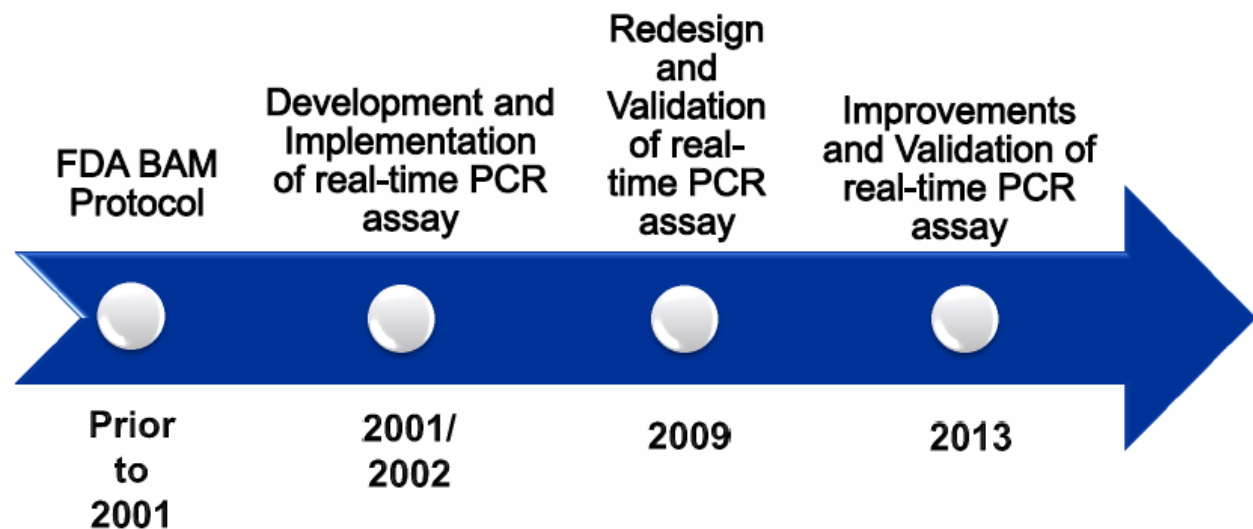 FDA BAM
Protocol
Development and
Implementation
of real-time PCR
assay
Redesign
and
Validation
of real-
time PCR
assay
Improvements
and Validation of
real-time PCR
assay
Prior
to
2001
2001/
2002
2009
2013